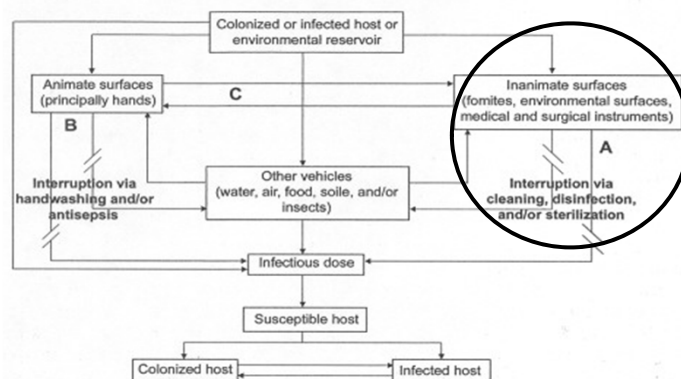 Colonized or infected host or
environmental reservoir
Animate surfaces
(principally hands)
C
Inanimate surfaces
(fomites, environmental surfaces,
medical and surgical instruments)
B
A
Interruption via
handwashing and/or
antisepsis
Other vehicles
(water, air, food, soile, and/or
insects)
Interruption via
cleaning, disinfection,
and/or sterilization
Infectious dose
Susceptible host
Colonized host
Infected host